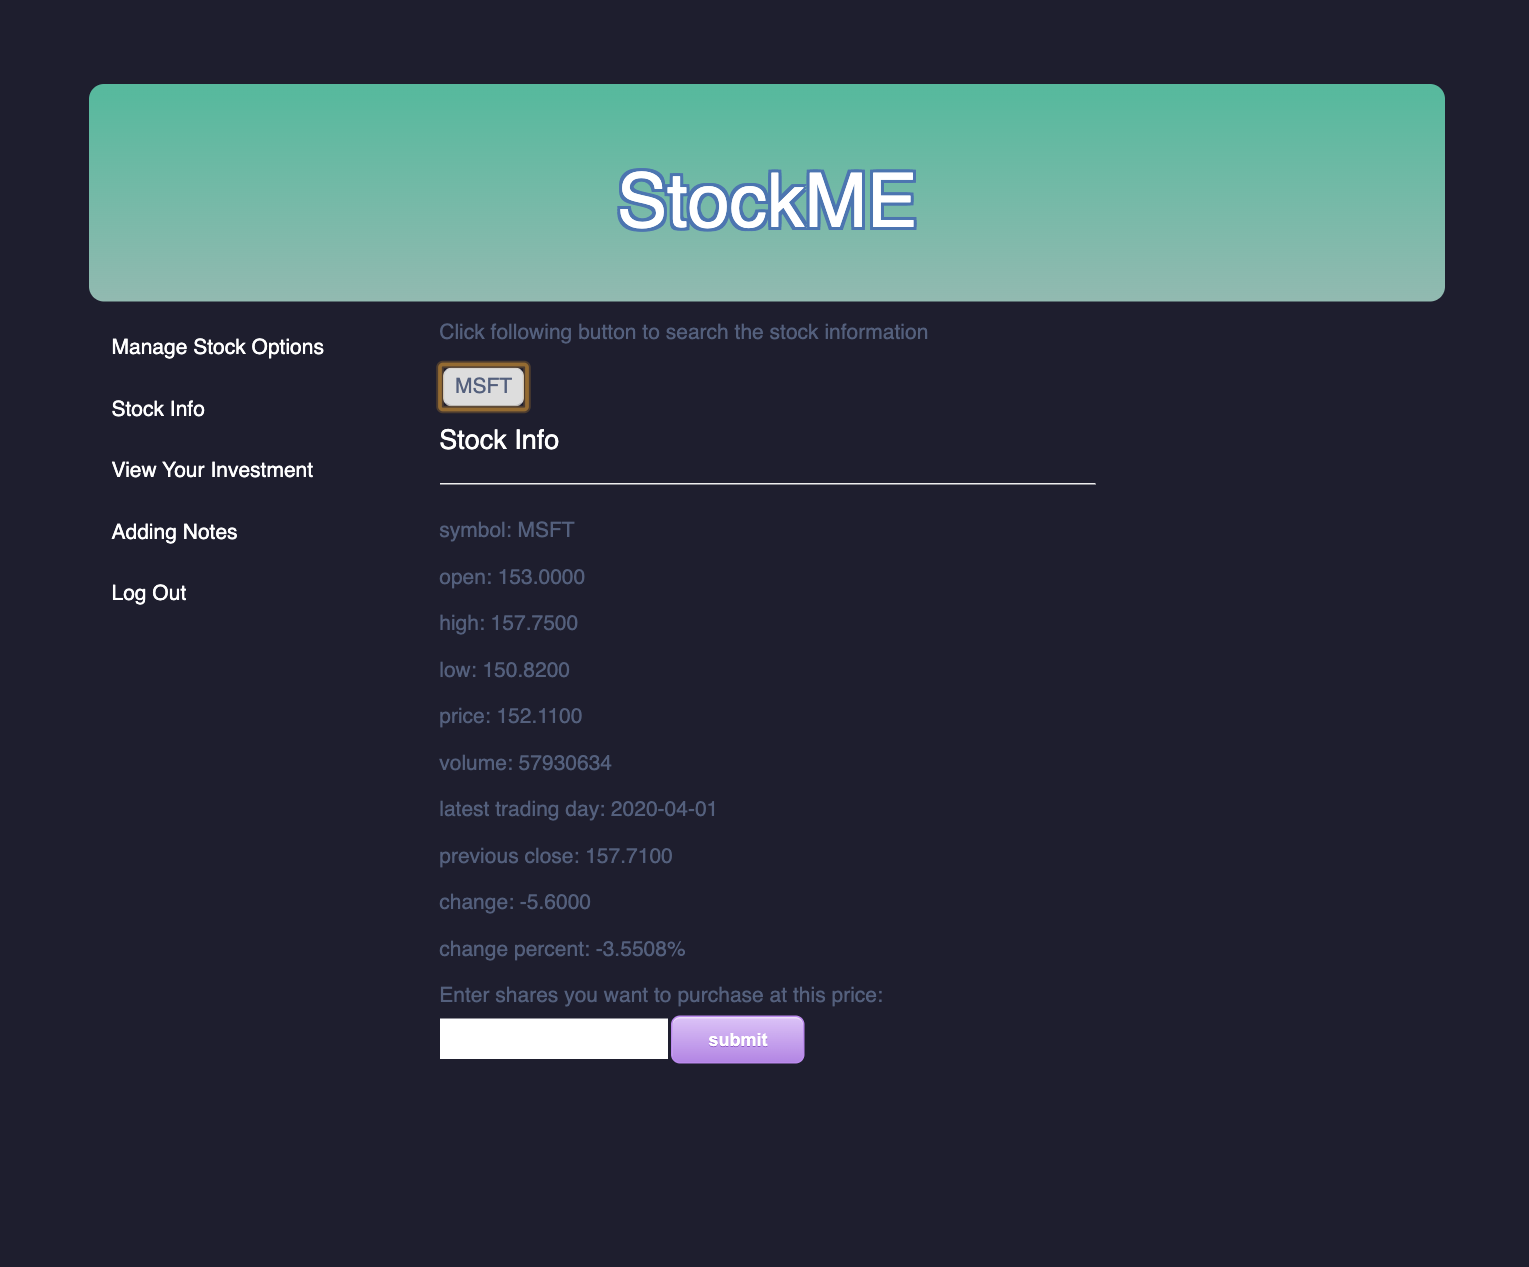 StockME
Manage Stock Options
Stock Info
View Your Investment
Adding Notes
Log Out
Click following button to search the stock information
MSFT
Stock Info
symbol: MSFT
open: 153.0000
high: 157.7500
low: 150.8200
price: 152.1100
volume: 57930634
latest trading day: 2020-04-01
previous close: 157.7100
change: -5.6000
change percent: -3.5508%
Enter shares you want to purchase at this price:
submit